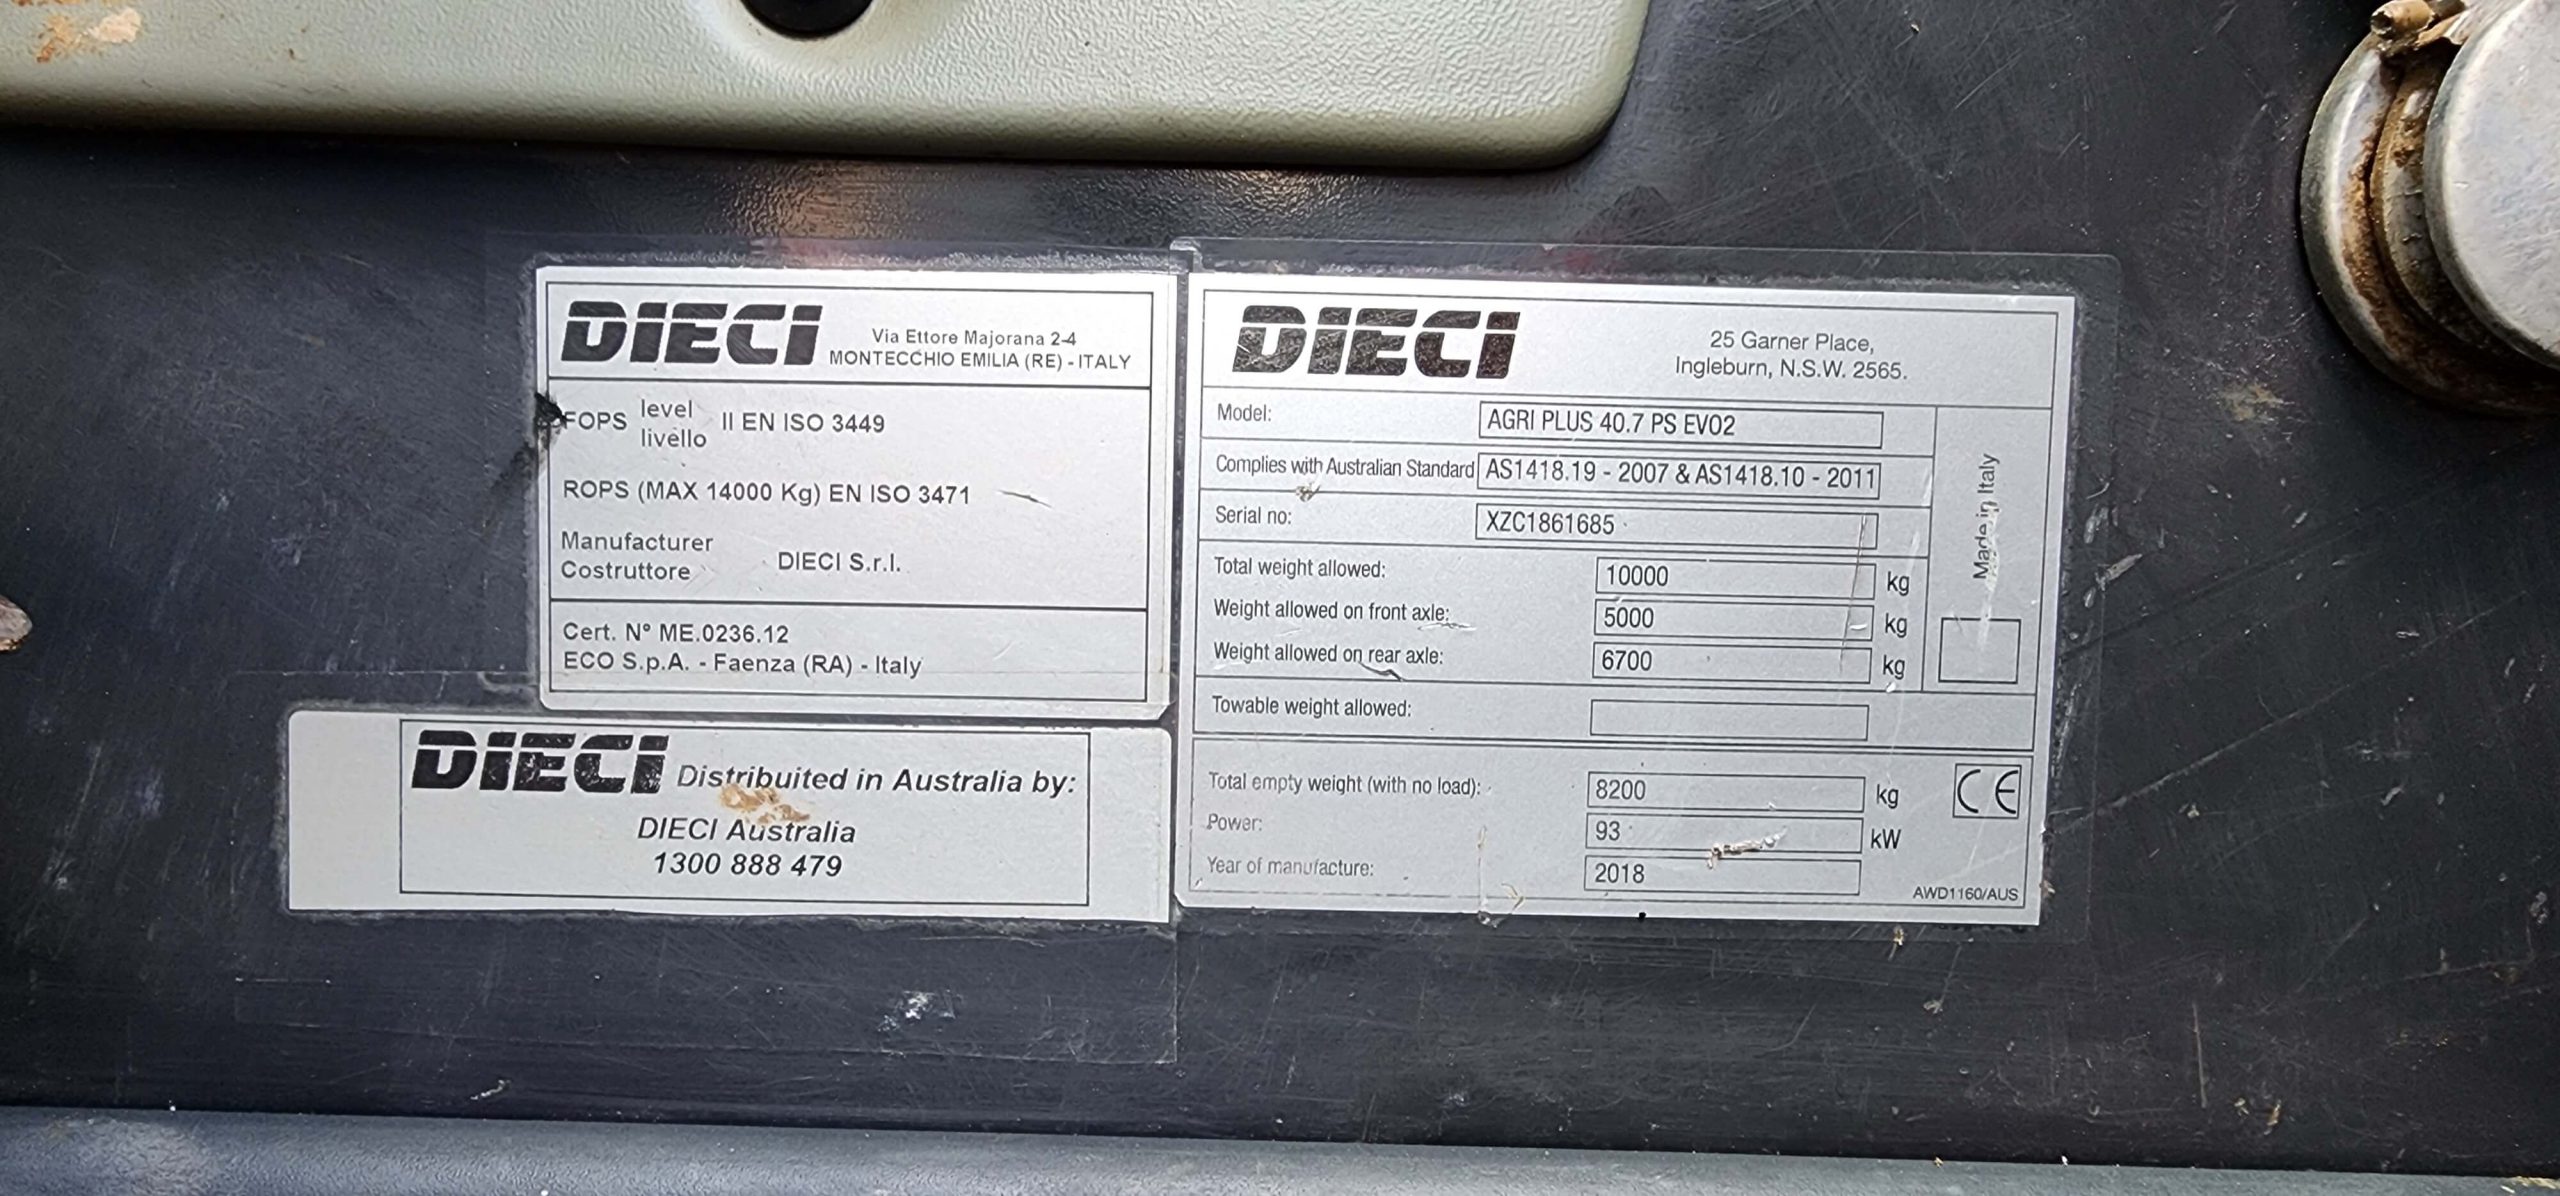 DIECI
Via Ettore Majorana 2-4
MONTECCHIO EMILIA (RE) - ITALY
FOPS level livello II EN ISO 3449
ROPS (MAX 14000 Kg) EN ISO 3471
Manufacturer
Costruttore DIECI S.r.l.
Cert. N° ME.0236.12
ECO S.p.A. - Faenza (RA) - Italy
DIECI Distribuited in Australia by:
DIECI Australia
1300 888 479
DIECI
25 Garner Place,
Ingleburn, N.S.W. 2565.
Model: AGRI PLUS 40.7 PS EVO2
Complies with Australian Standard AS1418.19 - 2007 & AS1418.10 - 2011
Serial no: XZC1861685
Total weight allowed: 10000 kg
Weight allowed on front axle: 5000 kg
Weight allowed on rear axle: 6700 kg
Made in Italy
Towable weight allowed:
Total empty weight (with no load): 8200 kg
Power: 93 kW
Year of manufacture: 2018
CE
AWD1160/AUS